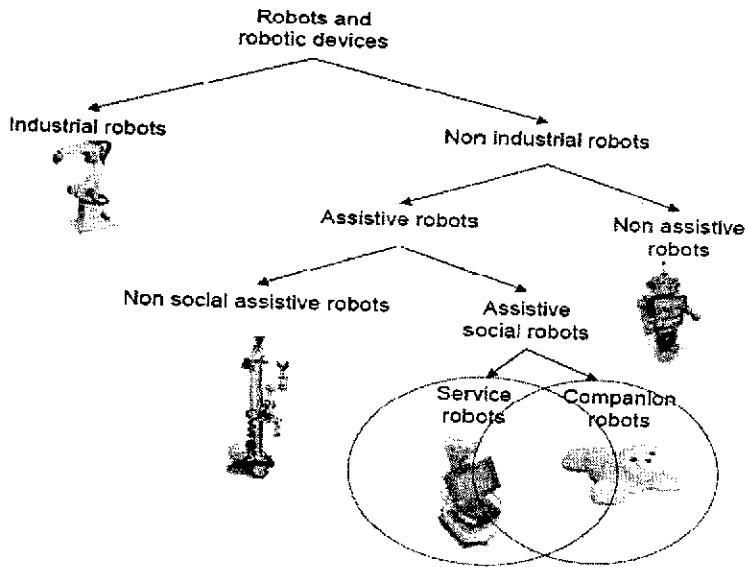 Robots and
robotic devices
Industrial robots
Non industrial robots
Assistive robots
Non assistive
robots
Non social assistive robots
Assistive
social robots
Service
robots
Companion
robots